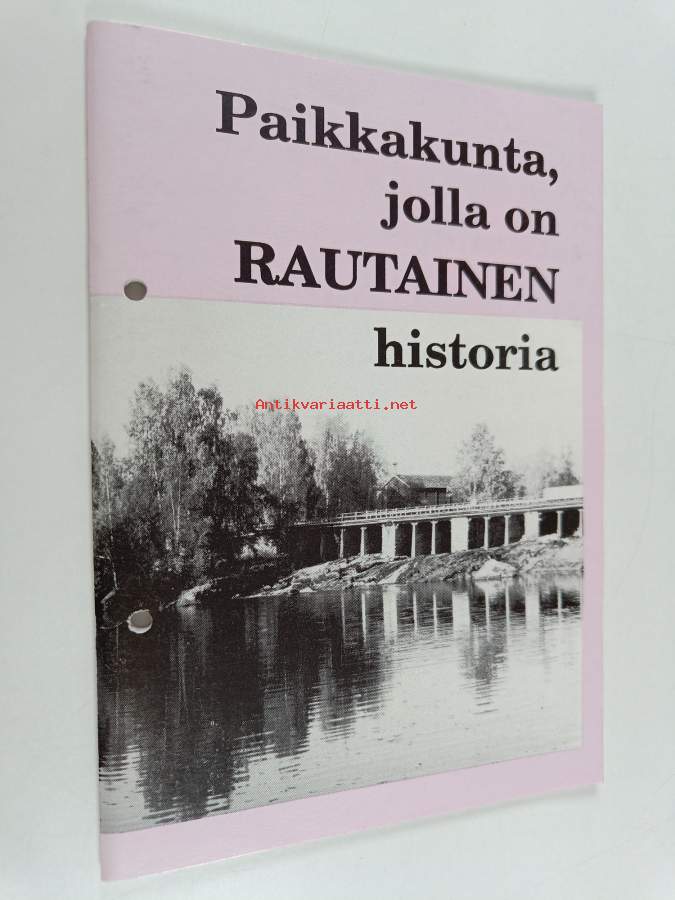 Paikkakunta,
jolla on
RAUTAINEN
historia
Antikvariaatti.net